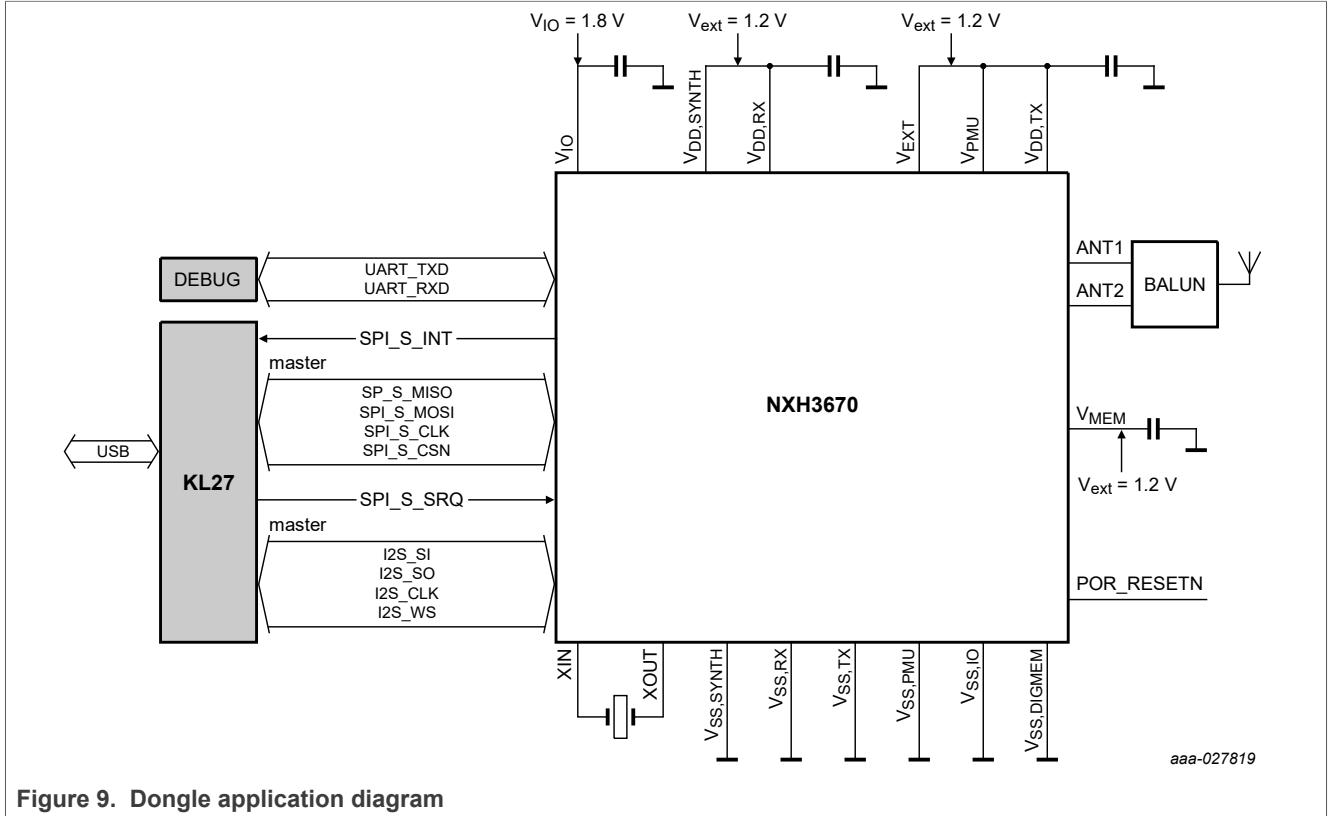 V_IO = 1.8 V
V_ext = 1.2 V
V_ext = 1.2 V
V_IO
V_DD,SYNTH
V_DD,RX
V_EXT
V_PMU
V_DD,TX
DEBUG
UART_TXD
UART_RXD
ANT1
ANT2
BALUN
SPI_S_INT
master
SP_S_MISO
SPI_S_MOSI
SPI_S_CLK
SPI_S_CSN
NXH3670
V_MEM
V_ext = 1.2 V
USB
KL27
SPI_S_SRQ
master
I2S_SI
I2S_SO
I2S_CLK
I2S_WS
POR_RESETN
XIN
XOUT
V_SS,SYNTH
V_SS,RX
V_SS,TX
V_SS,PMU
V_SS,IO
V_SS,DIGMEM
aaa-027819
Figure 9. Dongle application diagram